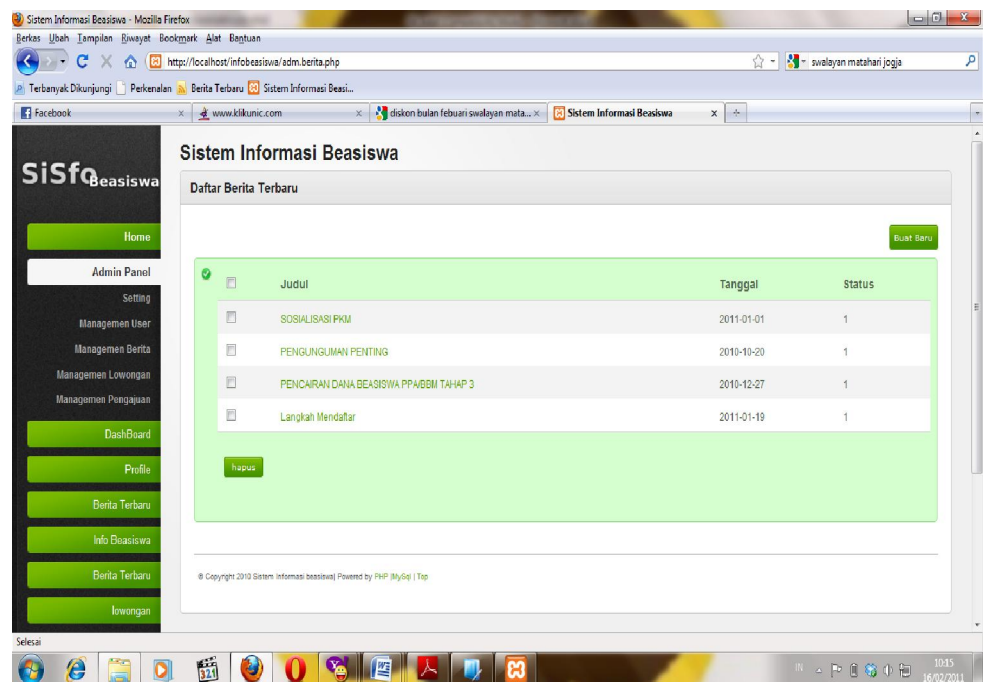 Sistem Informasi Beasiswa - Mozilla Firefox
Berkas Ubah Tampilan Riwayat Bookmark Alat Bantuan
http://localhost/infobeasiswa/adm.berita.php
swalayan matahari jogja
Terbanyak Dikunjungi Perkenalan Berita Terbaru Sistem Informasi Beasi...
Facebook
www.klikunic.com
diskon bulan febuari swalayan mata...
Sistem Informasi Beasiswa
SiSfo Beasiswa
Home
Admin Panel
Setting
Managemen User
Managemen Berita
Managemen Lowongan
Managemen Pengajuan
DashBoard
Profile
Berita Terbaru
Info Beasiswa
Berita Terbaru
lowongan
Sistem Informasi Beasiswa
Daftar Berita Terbaru
Buat Baru
Judul Tanggal Status
SOSIALISASI PKM 2011-01-01 1
PENGUNGUMAN PENTING 2010-10-20 1
PENCAIRAN DANA BEASISWA PPA/BBM TAHAP 3 2010-12-27 1
Langkah Mendaftar 2011-01-19 1
hapus
© Copyright 2010 Sistem Informasi beasiswa| Powered by PHP |MySql | Top
Selesai
321
IN
10:15
16/02/2011